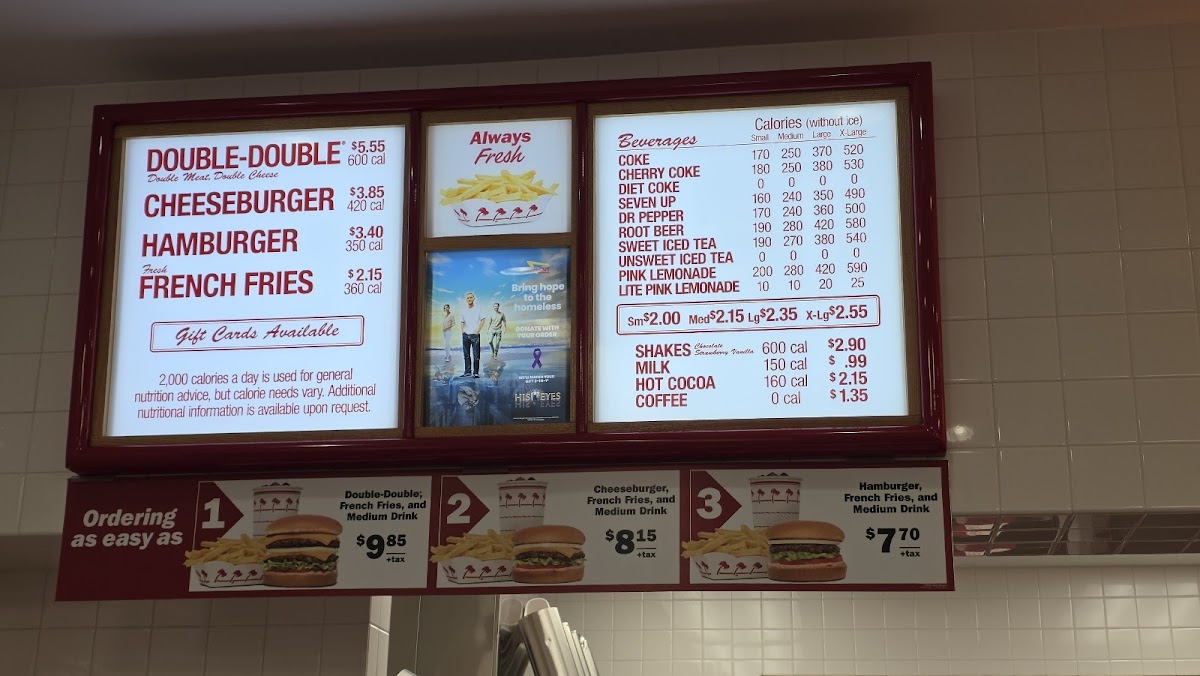 DOUBLE-DOUBLE® $5.55
Double Meat, Double Cheese 600 cal
CHEESEBURGER $3.85
420 cal
HAMBURGER $3.40
350 cal
Fresh
FRENCH FRIES $2.15
360 cal
Gift Cards Available
2,000 calories a day is used for general
nutrition advice, but calorie needs vary. Additional
nutritional information is available upon request.
Always
Fresh
Bring hope
to the
homeless
DONATE WITH
YOUR ORDER
Beverages
Calories (without ice)
Small Medium Large X-Large
COKE 170 250 370 520
CHERRY COKE 180 250 380 530
DIET COKE 0 0 0 0
SEVEN UP 160 240 350 490
DR PEPPER 170 240 360 500
ROOT BEER 190 280 420 580
SWEET ICED TEA 190 270 380 540
UNSWEET ICED TEA 0 0 0 0
PINK LEMONADE 200 280 420 590
LITE PINK LEMONADE 10 10 20 25
Sm$2.00 Med$2.15 Lg$2.35 X-Lg$2.55
SHAKES Chocolate Strawberry Vanilla 600 cal $2.90
MILK 150 cal $ .99
HOT COCOA 160 cal $2.15
COFFEE 0 cal $1.35
Ordering
as easy as
1
Double-Double,®
French Fries, and
Medium Drink
$9.85
+tax
2
Cheeseburger,
French Fries, and
Medium Drink
$8.15
+tax
3
Hamburger,
French Fries, and
Medium Drink
$7.70
+tax